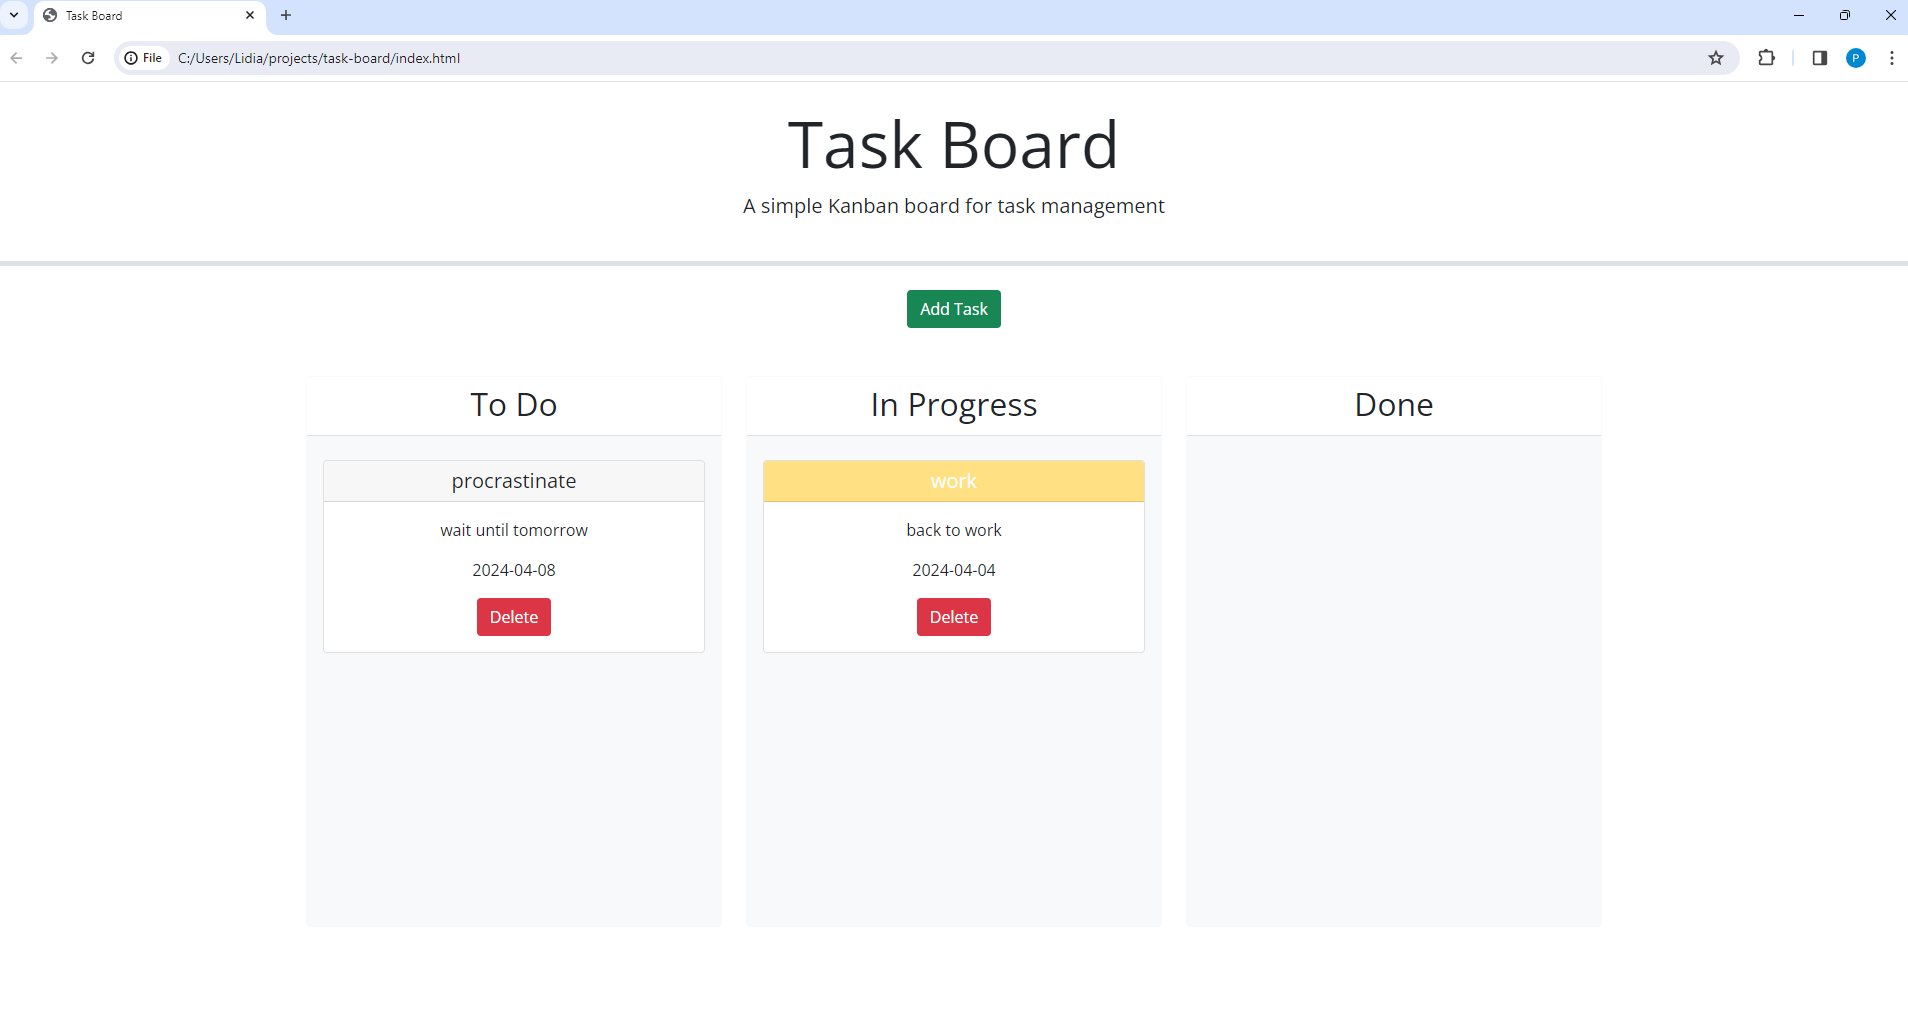 Task Board
File C:/Users/Lidia/projects/task-board/index.html
P
Task Board
A simple Kanban board for task management
Add Task
To Do
procrastinate
wait until tomorrow
2024-04-08
Delete
In Progress
work
back to work
2024-04-04
Delete
Done